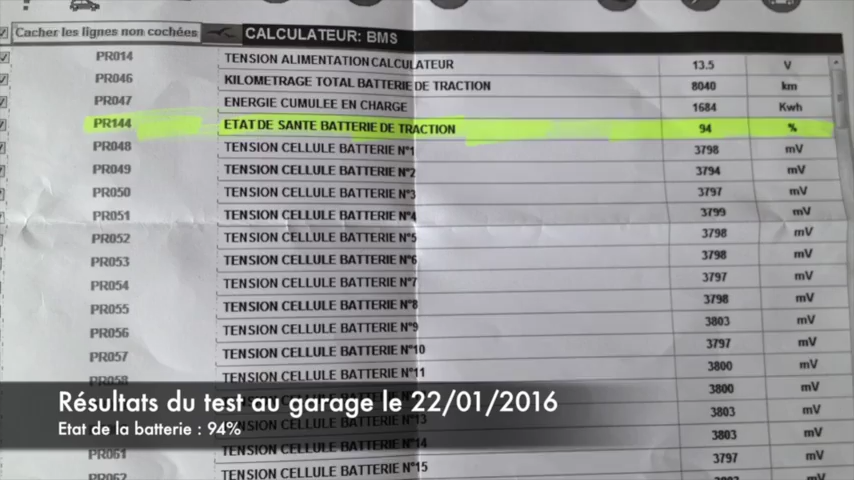 Cacher les lignes non cochées CALCULATEUR: BMS
PR014 TENSION ALIMENTATION CALCULATEUR 13.5 V
PR046 KILOMETRAGE TOTAL BATTERIE DE TRACTION 8040 km
PR047 ENERGIE CUMULEE EN CHARGE 1684 Kwh
PR144 ETAT DE SANTE BATTERIE DE TRACTION 94 %
PR048 TENSION CELLULE BATTERIE N°1 3798 mV
PR049 TENSION CELLULE BATTERIE N°2 3794 mV
PR050 TENSION CELLULE BATTERIE N°3 3797 mV
PR051 TENSION CELLULE BATTERIE N°4 3799 mV
PR052 TENSION CELLULE BATTERIE N°5 3798 mV
PR053 TENSION CELLULE BATTERIE N°6 3798 mV
PR054 TENSION CELLULE BATTERIE N°7 3797 mV
PR055 TENSION CELLULE BATTERIE N°8 3798 mV
PR056 TENSION CELLULE BATTERIE N°9 3803 mV
PR057 TENSION CELLULE BATTERIE N°10 3797 mV
PR058 TENSION CELLULE BATTERIE N°11 3800 mV
3800 mV
Résultats du test au garage le 22/01/2016
N°13 3803 mV
Etat de la batterie : 94%
PR061 TENSION CELLULE BATTERIE N°14 3803 mV
PR062 TENSION CELLULE BATTERIE N°15 3797 mV